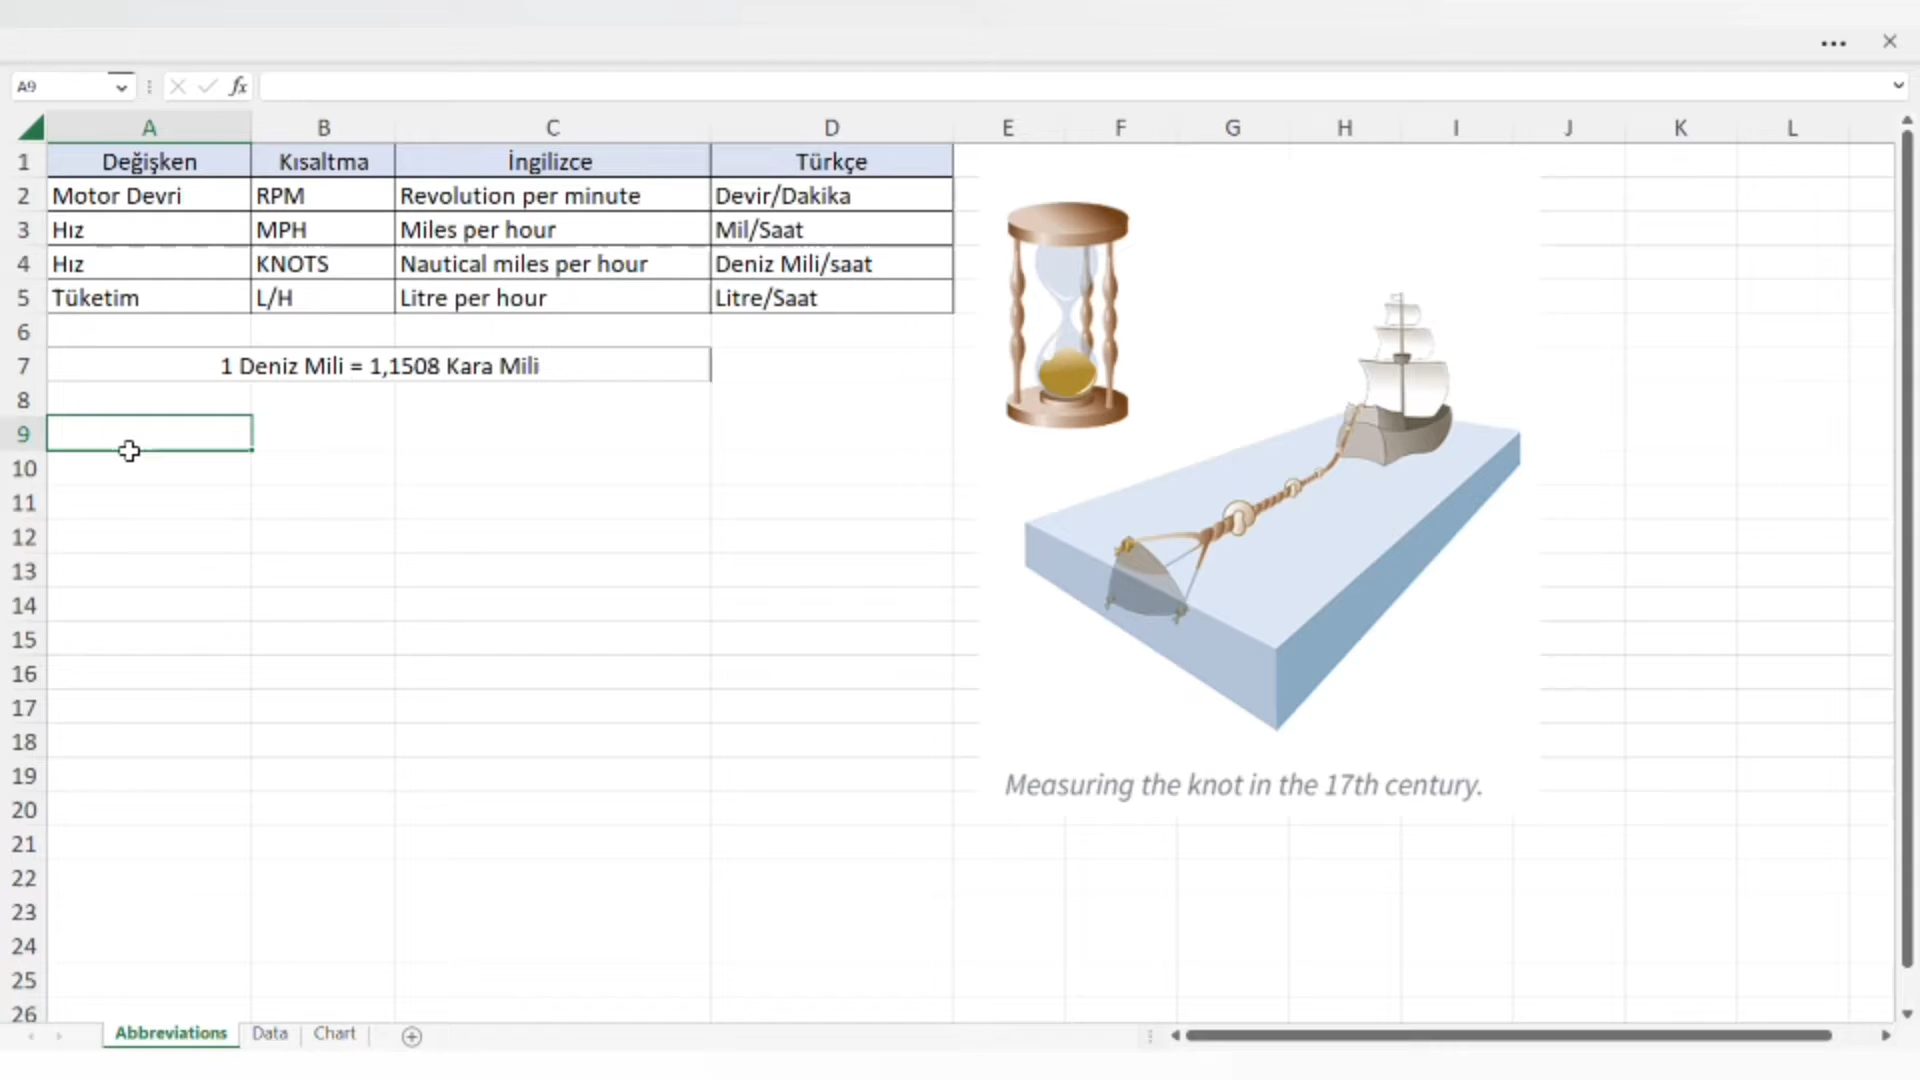 A9
fx
A B C D E F G H I J K L
1 Değişken Kısaltma İngilizce Türkçe
2 Motor Devri RPM Revolution per minute Devir/Dakika
3 Hız MPH Miles per hour Mil/Saat
4 Hız KNOTS Nautical miles per hour Deniz Mili/saat
5 Tüketim L/H Litre per hour Litre/Saat
6
7 1 Deniz Mili = 1,1508 Kara Mili
8
9
10
11
12
13
14
15
16
17
18
19
Measuring the knot in the 17th century.
20
21
22
23
24
25
26
Abbreviations Data Chart